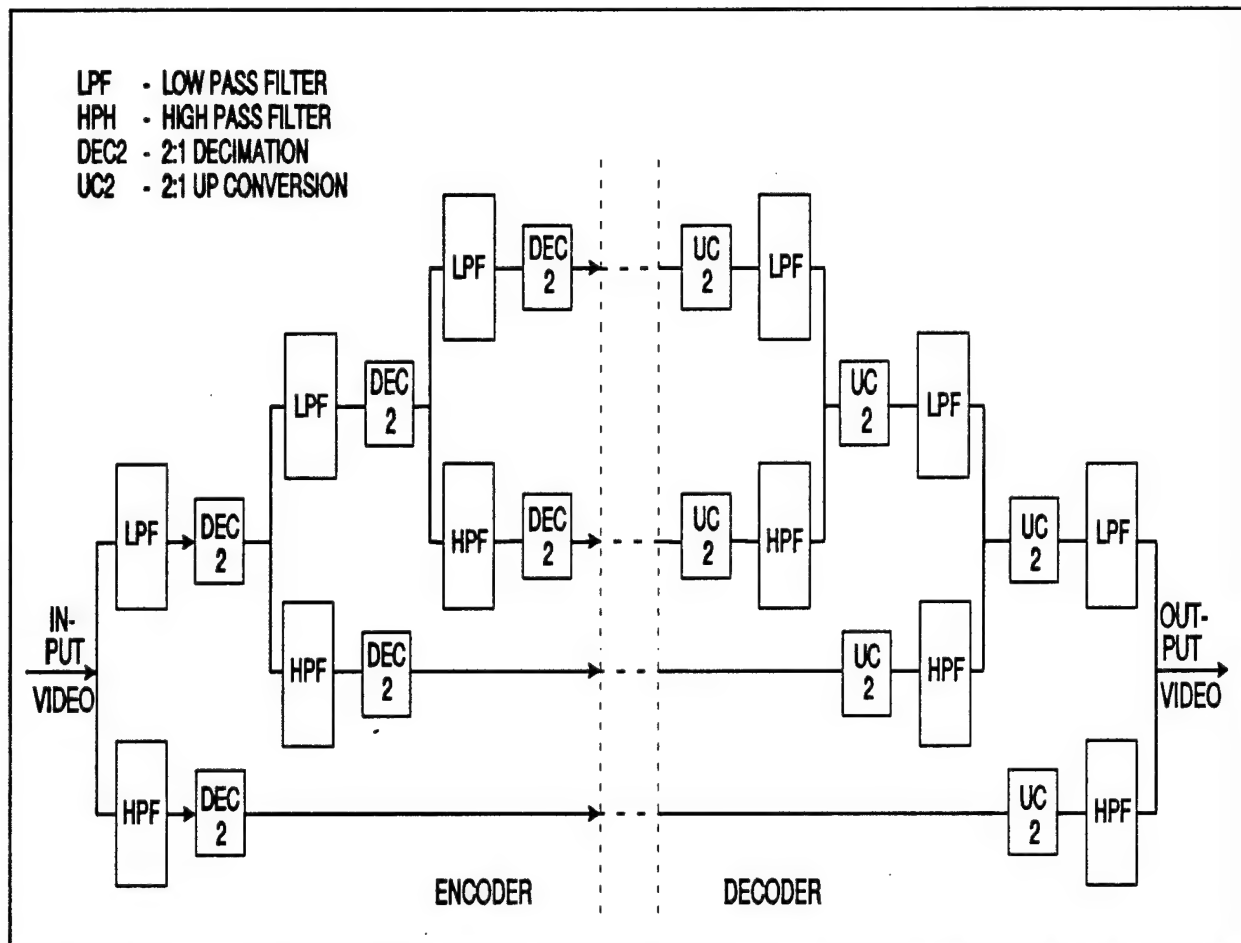 LPF - LOW PASS FILTER
HPH - HIGH PASS FILTER
DEC2 - 2:1 DECIMATION
UC2 - 2:1 UP CONVERSION
LPF
DEC
2
UC
2
LPF
LPF
DEC
2
UC
2
LPF
LPF
DEC
2
HPF
DEC
2
UC
2
HPF
UC
2
LPF
IN-
PUT
VIDEO
HPF
DEC
2
UC
2
HPF
OUT-
PUT
VIDEO
HPF
DEC
2
UC
2
HPF
ENCODER
DECODER